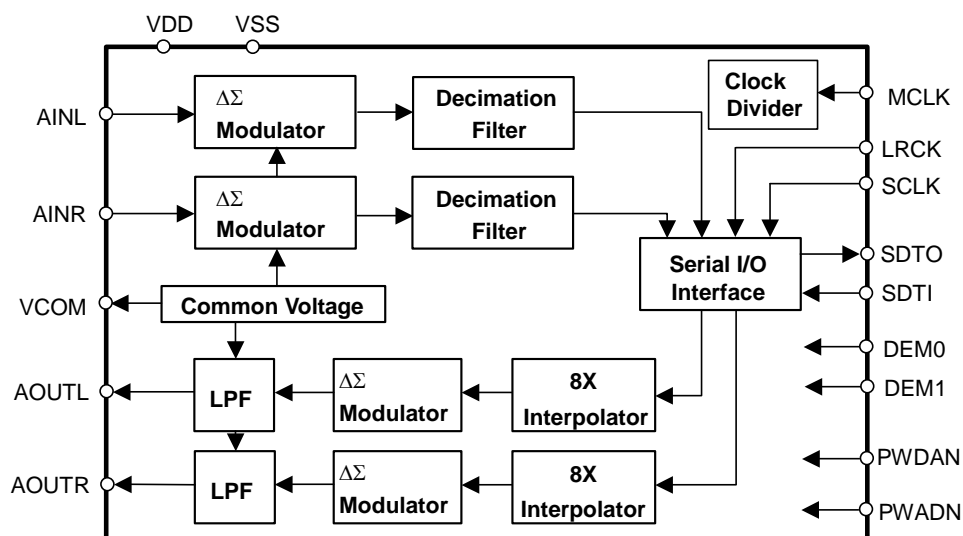 VDD
VSS
AINL
ΔΣ
Modulator
Decimation
Filter
Clock
Divider
MCLK
LRCK
SCLK
AINR
ΔΣ
Modulator
Decimation
Filter
Serial I/O
Interface
SDTO
SDTI
VCOM
Common Voltage
DEM0
DEM1
AOUTL
LPF
ΔΣ
Modulator
8X
Interpolator
PWDAN
AOUTR
LPF
ΔΣ
Modulator
8X
Interpolator
PWADN